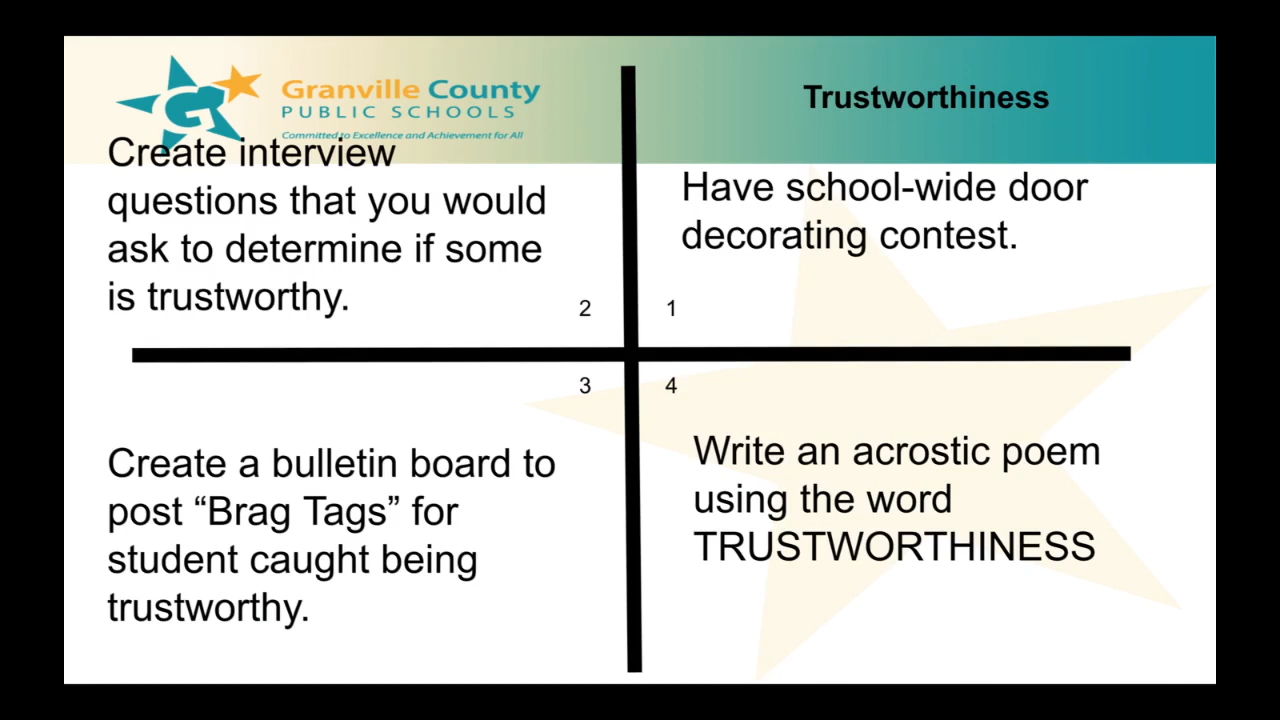 Granville County
PUBLIC SCHOOLS
Committed to Excellence and Achievement for All
Trustworthiness
Create interview
questions that you would
ask to determine if some
is trustworthy.
2
Have school-wide door
decorating contest.
1
3
Create a bulletin board to
post “Brag Tags” for
student caught being
trustworthy.
4
Write an acrostic poem
using the word
TRUSTWORTHINESS